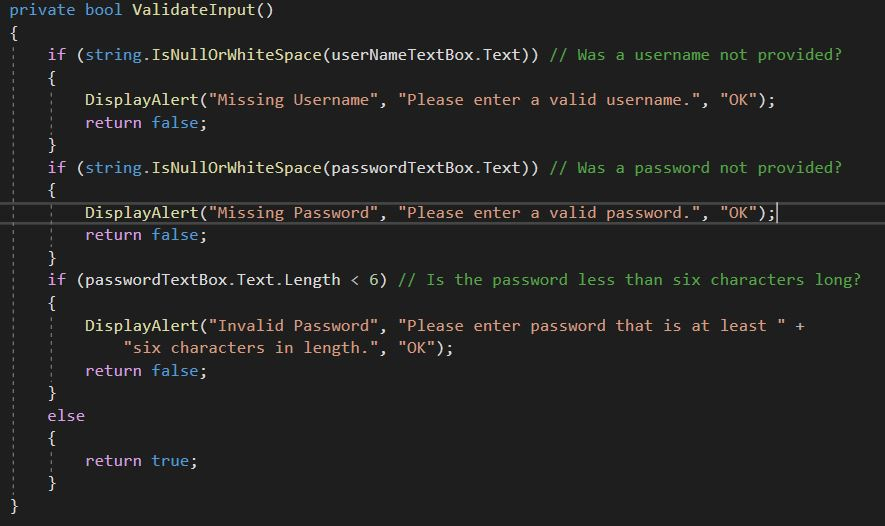 private bool ValidateInput()
{
if (string.IsNullOrWhiteSpace(userNameTextBox.Text)) // Was a username not provided?
{
DisplayAlert("Missing Username", "Please enter a valid username.", "OK");
return false;
}
if (string.IsNullOrWhiteSpace(passwordTextBox.Text)) // Was a password not provided?
{
DisplayAlert("Missing Password", "Please enter a valid password.", "OK");
return false;
}
if (passwordTextBox.Text.Length < 6) // Is the password less than six characters long?
{
DisplayAlert("Invalid Password", "Please enter password that is at least " +
"six characters in length.", "OK");
return false;
}
else
{
return true;
}
}